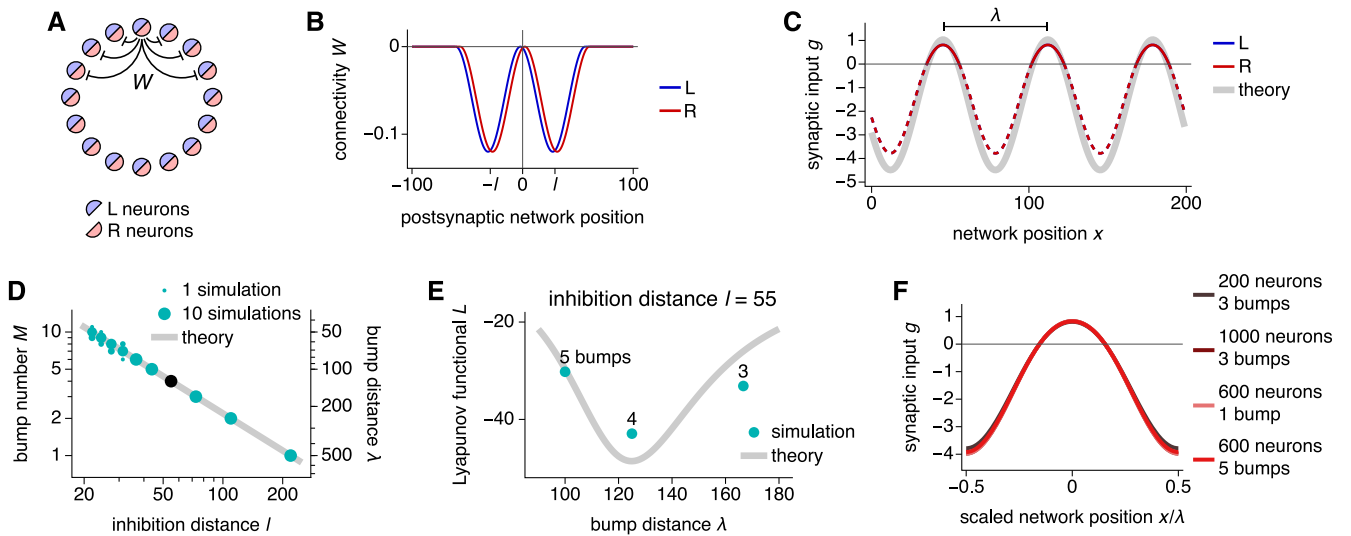 A
W
L neurons
R neurons
B
connectivity W
0
−0.1
−100
−l
0
l
100
postsynaptic network position
L
R
C
λ
synaptic input g
1
0
−1
−2
−3
−4
−5
0
100
200
network position x
L
R
theory
D
1 simulation
10 simulations
theory
bump number M
10
5
2
1
50
100
200
500
bump distance λ
20
50
100
200
inhibition distance l
E
inhibition distance l = 55
Lyapunov functional L
−20
−40
5 bumps
4
3
simulation
theory
100
120
140
160
180
bump distance λ
F
synaptic input g
1
0
−1
−2
−3
−4
−0.5
0
0.5
scaled network position x/λ
200 neurons
3 bumps
1000 neurons
3 bumps
600 neurons
1 bump
600 neurons
5 bumps